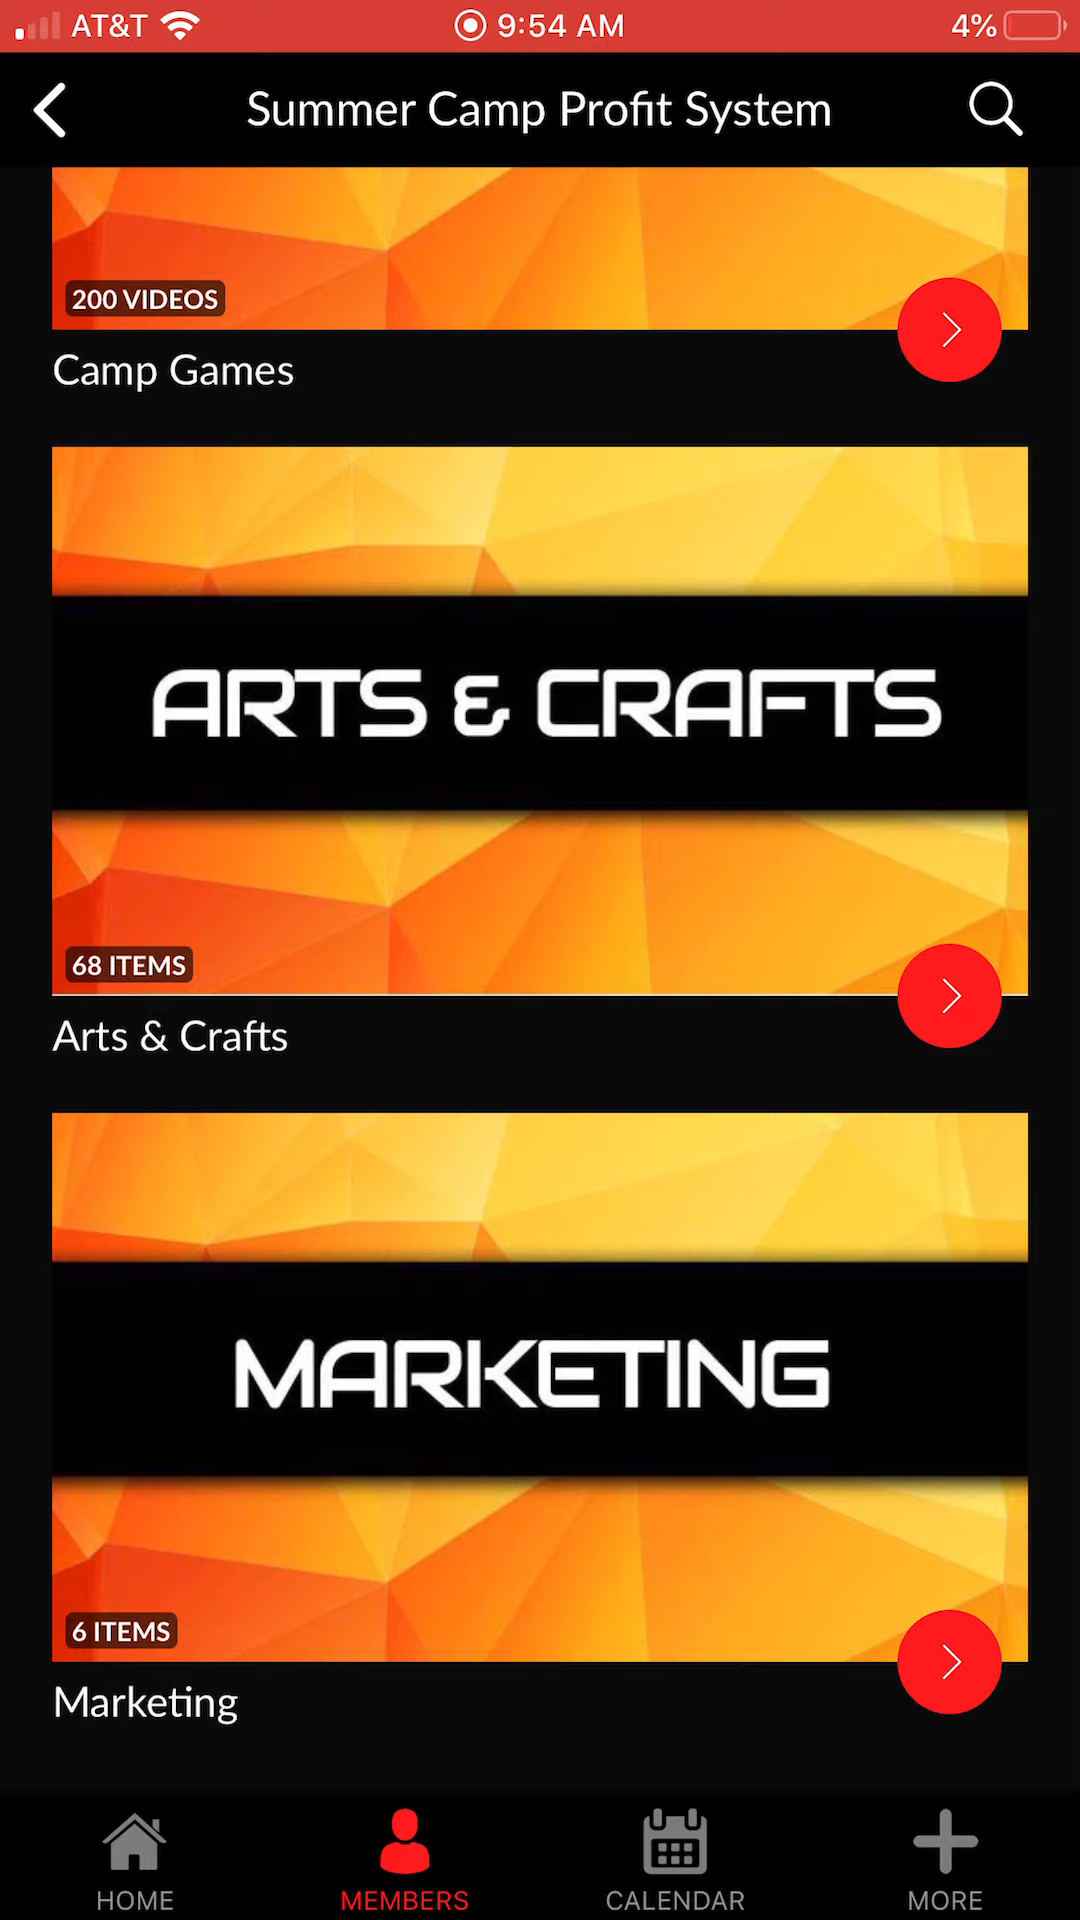 AT&T 9:54 AM 4%
Summer Camp Profit System
200 VIDEOS
Camp Games
ARTS & CRAFTS
68 ITEMS
Arts & Crafts
MARKETING
6 ITEMS
Marketing
HOME MEMBERS CALENDAR MORE